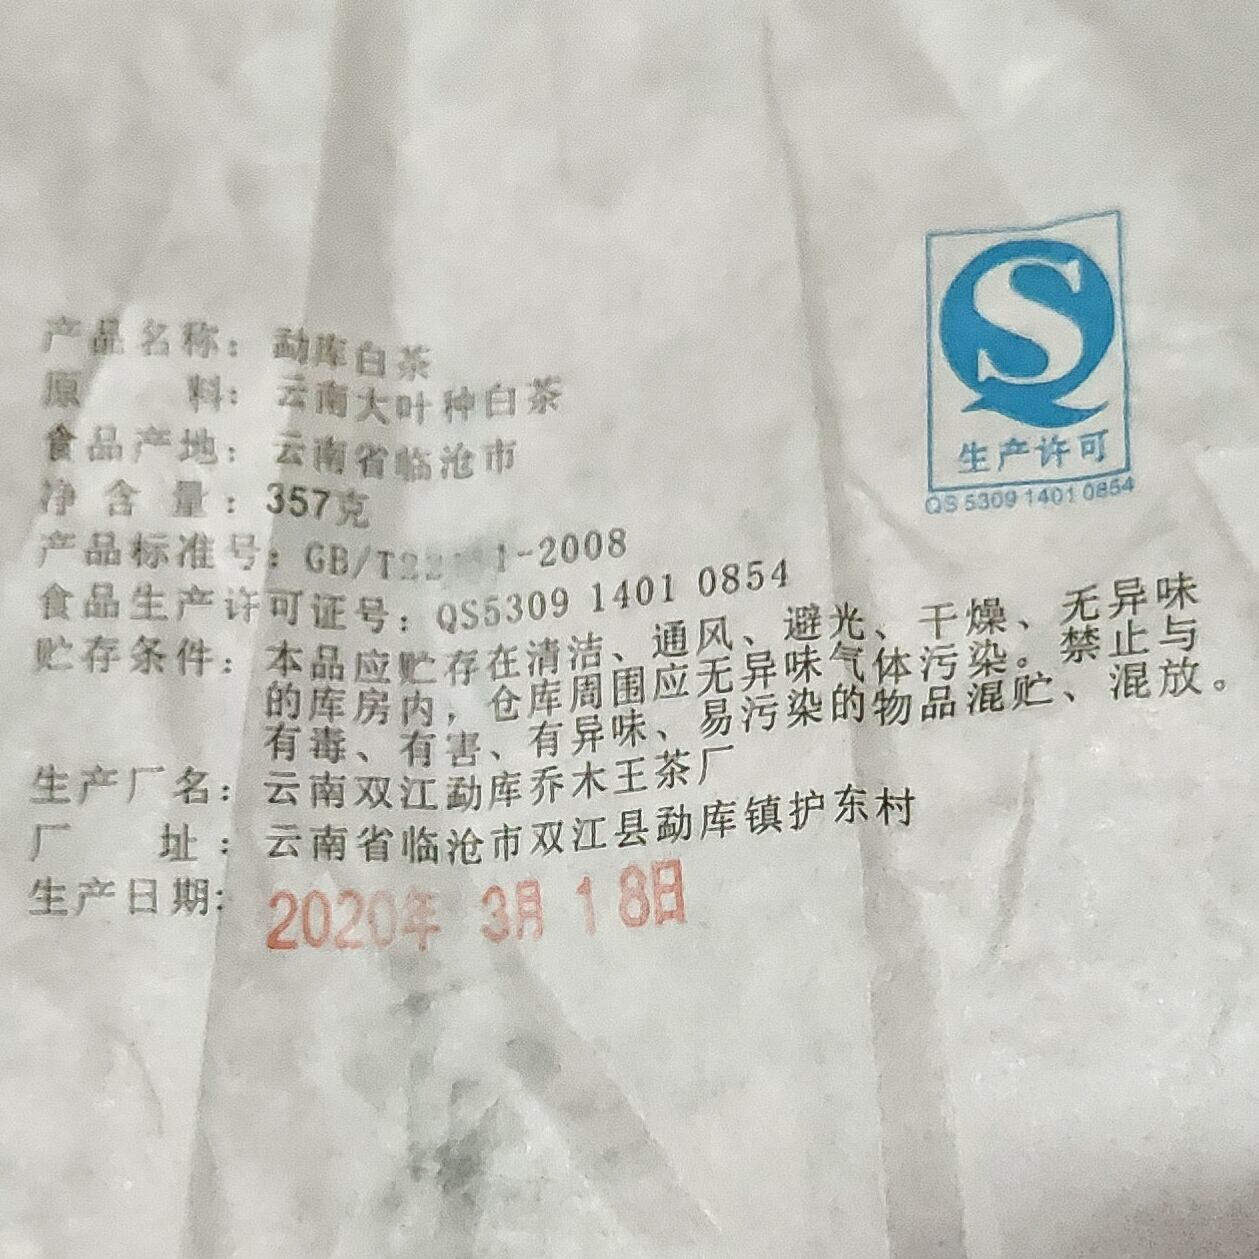 S
生产许可
QS 5309 1401 0854
产品名称：勐库白茶
原 料：云南大叶种白茶
食品产地：云南省临沧市
净 含 量：357克
产品标准号：GB/T22 1-2008
食品生产许可证号：QS5309 1401 0854
贮存条件：本品应贮存在清洁、通风、避光、干燥、无异味
的库房内，仓库周围应无异味气体污染。禁止与
有毒、有害、有异味、易污染的物品混贮、混放。
生产厂名：云南双江勐库乔木王茶厂
厂 址：云南省临沧市双江县勐库镇护东村
生产日期：2020年 3月 18日